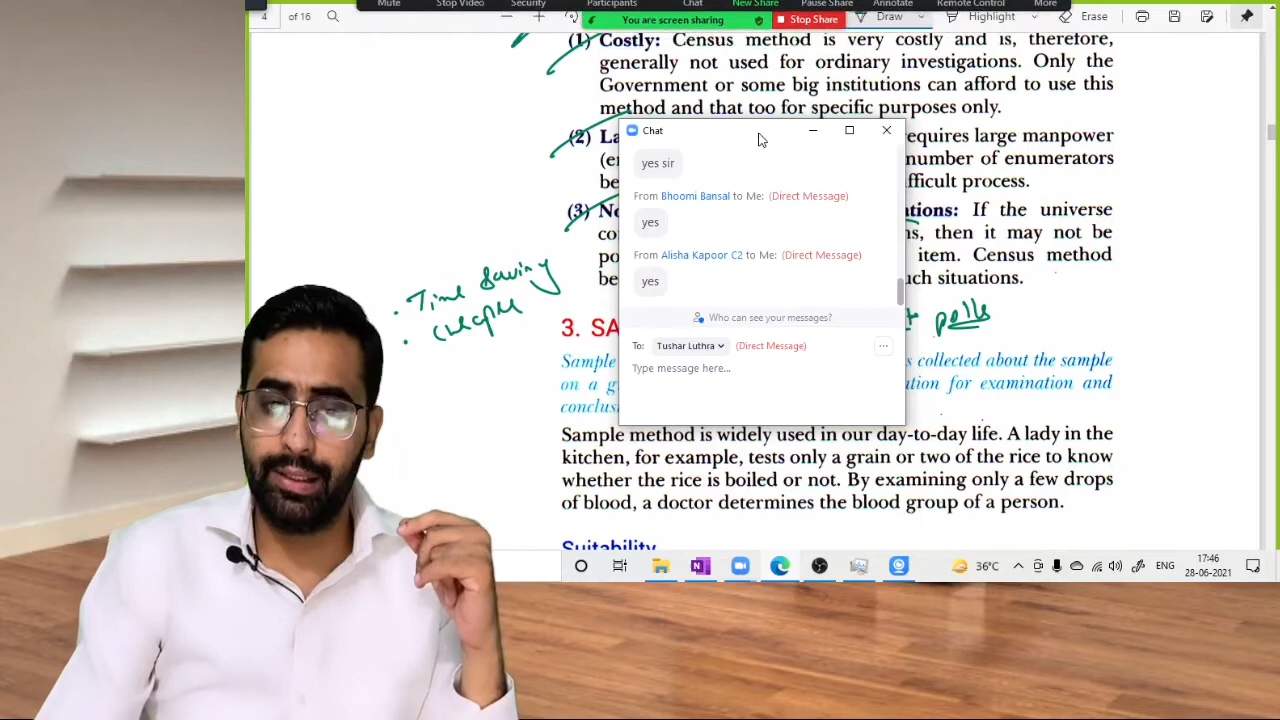 Mute Stop Video Security Participants Chat New Share Pause Share Annotate Remote Control More
4 of 16 You are screen sharing Stop Share Draw Highlight Erase
(1) Costly: Census method is very costly and is, therefore,
generally not used for ordinary investigations. Only the
Government or some big institutions can afford to use this
method and that too for specific purposes only.
(2) La equires large manpower
(e number of enumerators
be fficult process.
(3) No tions: If the universe
co ns, then it may not be
po item. Census method
be ch situations.
Chat
yes sir
From Bhoomi Bansal to Me: (Direct Message)
yes
From Alisha Kapoor C2 to Me: (Direct Message)
yes
Who can see your messages?
To: Tushar Luthra (Direct Message)
Type message here...
. Time Saving
polls
3. SA
Sample s collected about the sample
on a g ation for examination and
conclus
Sample method is widely used in our day-to-day life. A lady in the
kitchen, for example, tests only a grain or two of the rice to know
whether the rice is boiled or not. By examining only a few drops
of blood, a doctor determines the blood group of a person.
Suitability
36°C ENG 17:46
28-06-2021